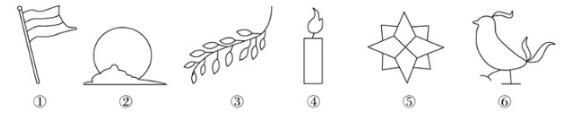 ① ② ③ ④ ⑤ ⑥